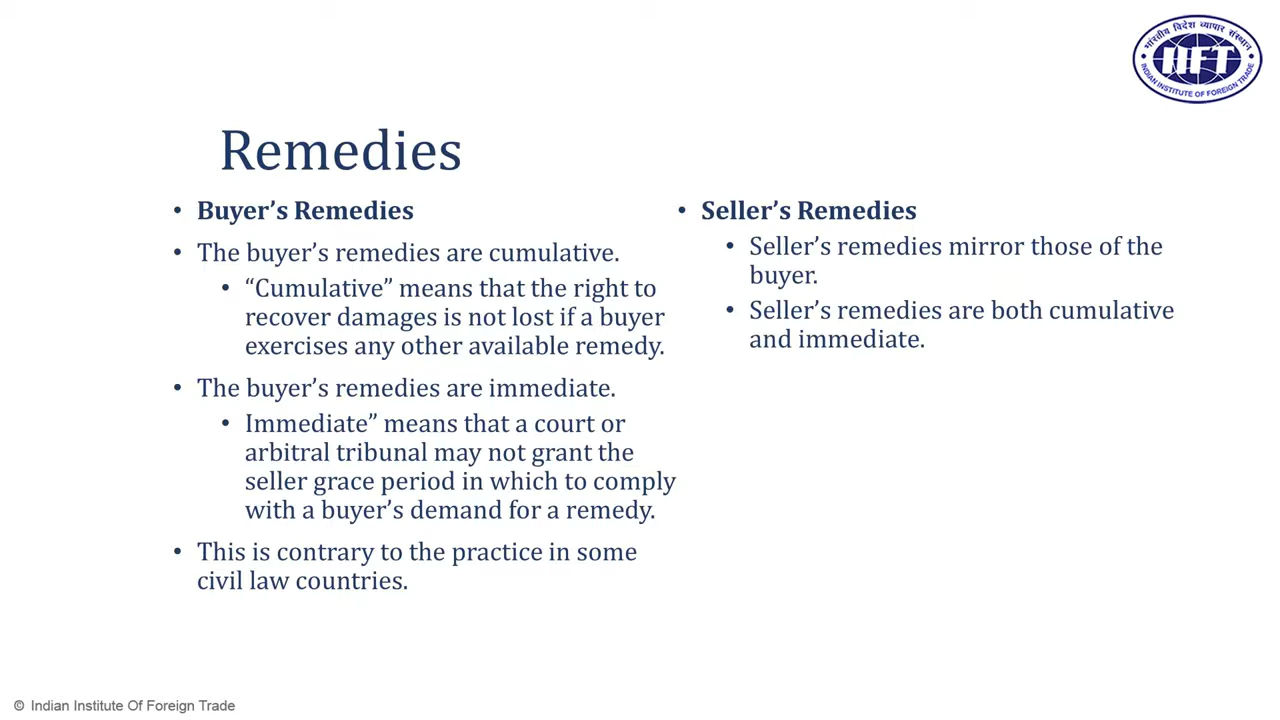 भारतीय विदेश व्यापार संस्थान
IIFT
INDIAN INSTITUTE OF FOREIGN TRADE
Remedies
• Buyer’s Remedies
• The buyer’s remedies are cumulative.
• “Cumulative” means that the right to
recover damages is not lost if a buyer
exercises any other available remedy.
• The buyer’s remedies are immediate.
• Immediate” means that a court or
arbitral tribunal may not grant the
seller grace period in which to comply
with a buyer’s demand for a remedy.
• This is contrary to the practice in some
civil law countries.
• Seller’s Remedies
• Seller’s remedies mirror those of the
buyer.
• Seller’s remedies are both cumulative
and immediate.
© Indian Institute Of Foreign Trade